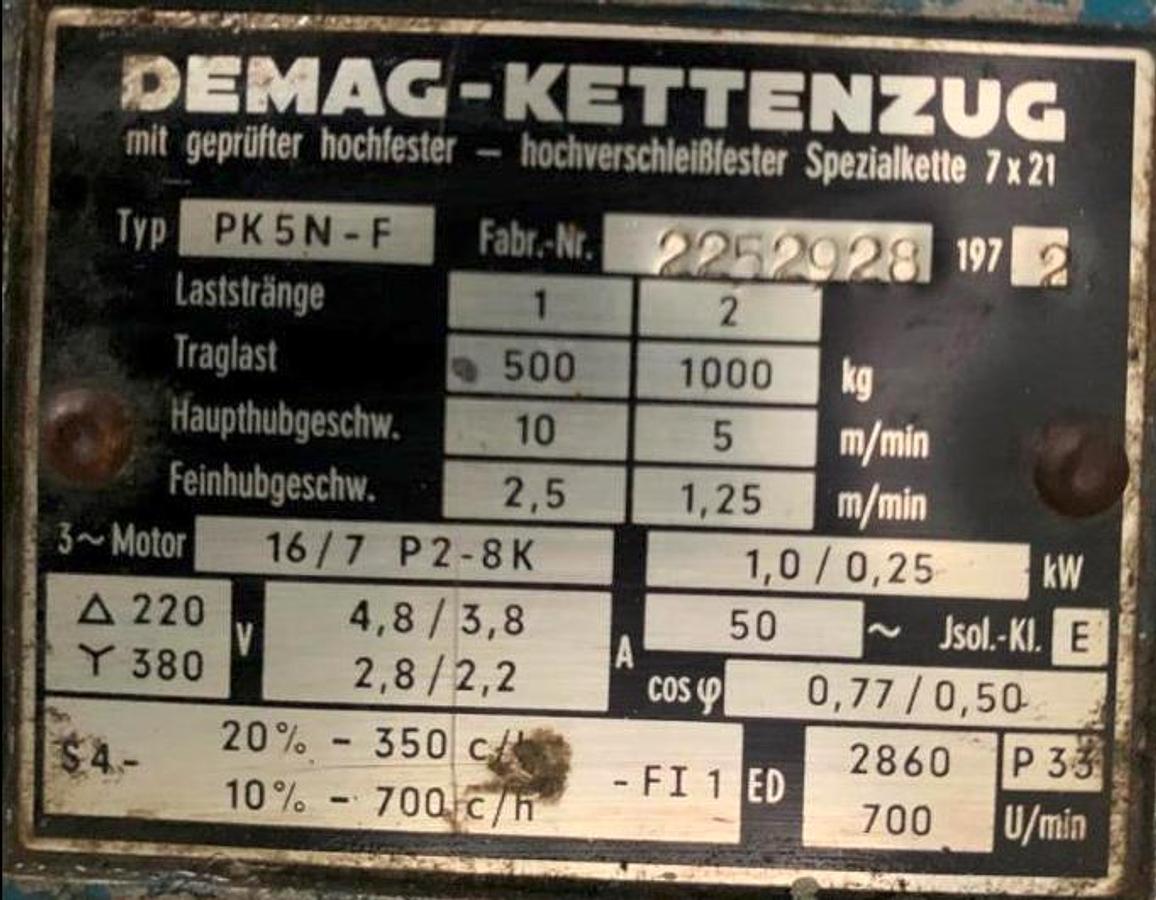 DEMAG-KETTENZUG
mit geprüfter hochfester – hochverschleißfester Spezialkette 7 x 21
Typ PK 5 N - F Fabr.-Nr. 2252928 197 2
Laststränge 1 2
Traglast 500 1000 kg
Haupthubgeschw. 10 5 m/min
Feinhubgeschw. 2,5 1,25 m/min
3~ Motor 16/7 P2-8K 1,0 / 0,25 kW
Δ 220 V 4,8 / 3,8 A 50 ~ Jsol.-Kl. E
Y 380 2,8 / 2,2 cos φ 0,77 / 0,50
S4- 20% - 350 c/h - FI 1 ED 2860 P 33
10% - 700 c/h 700 U/min